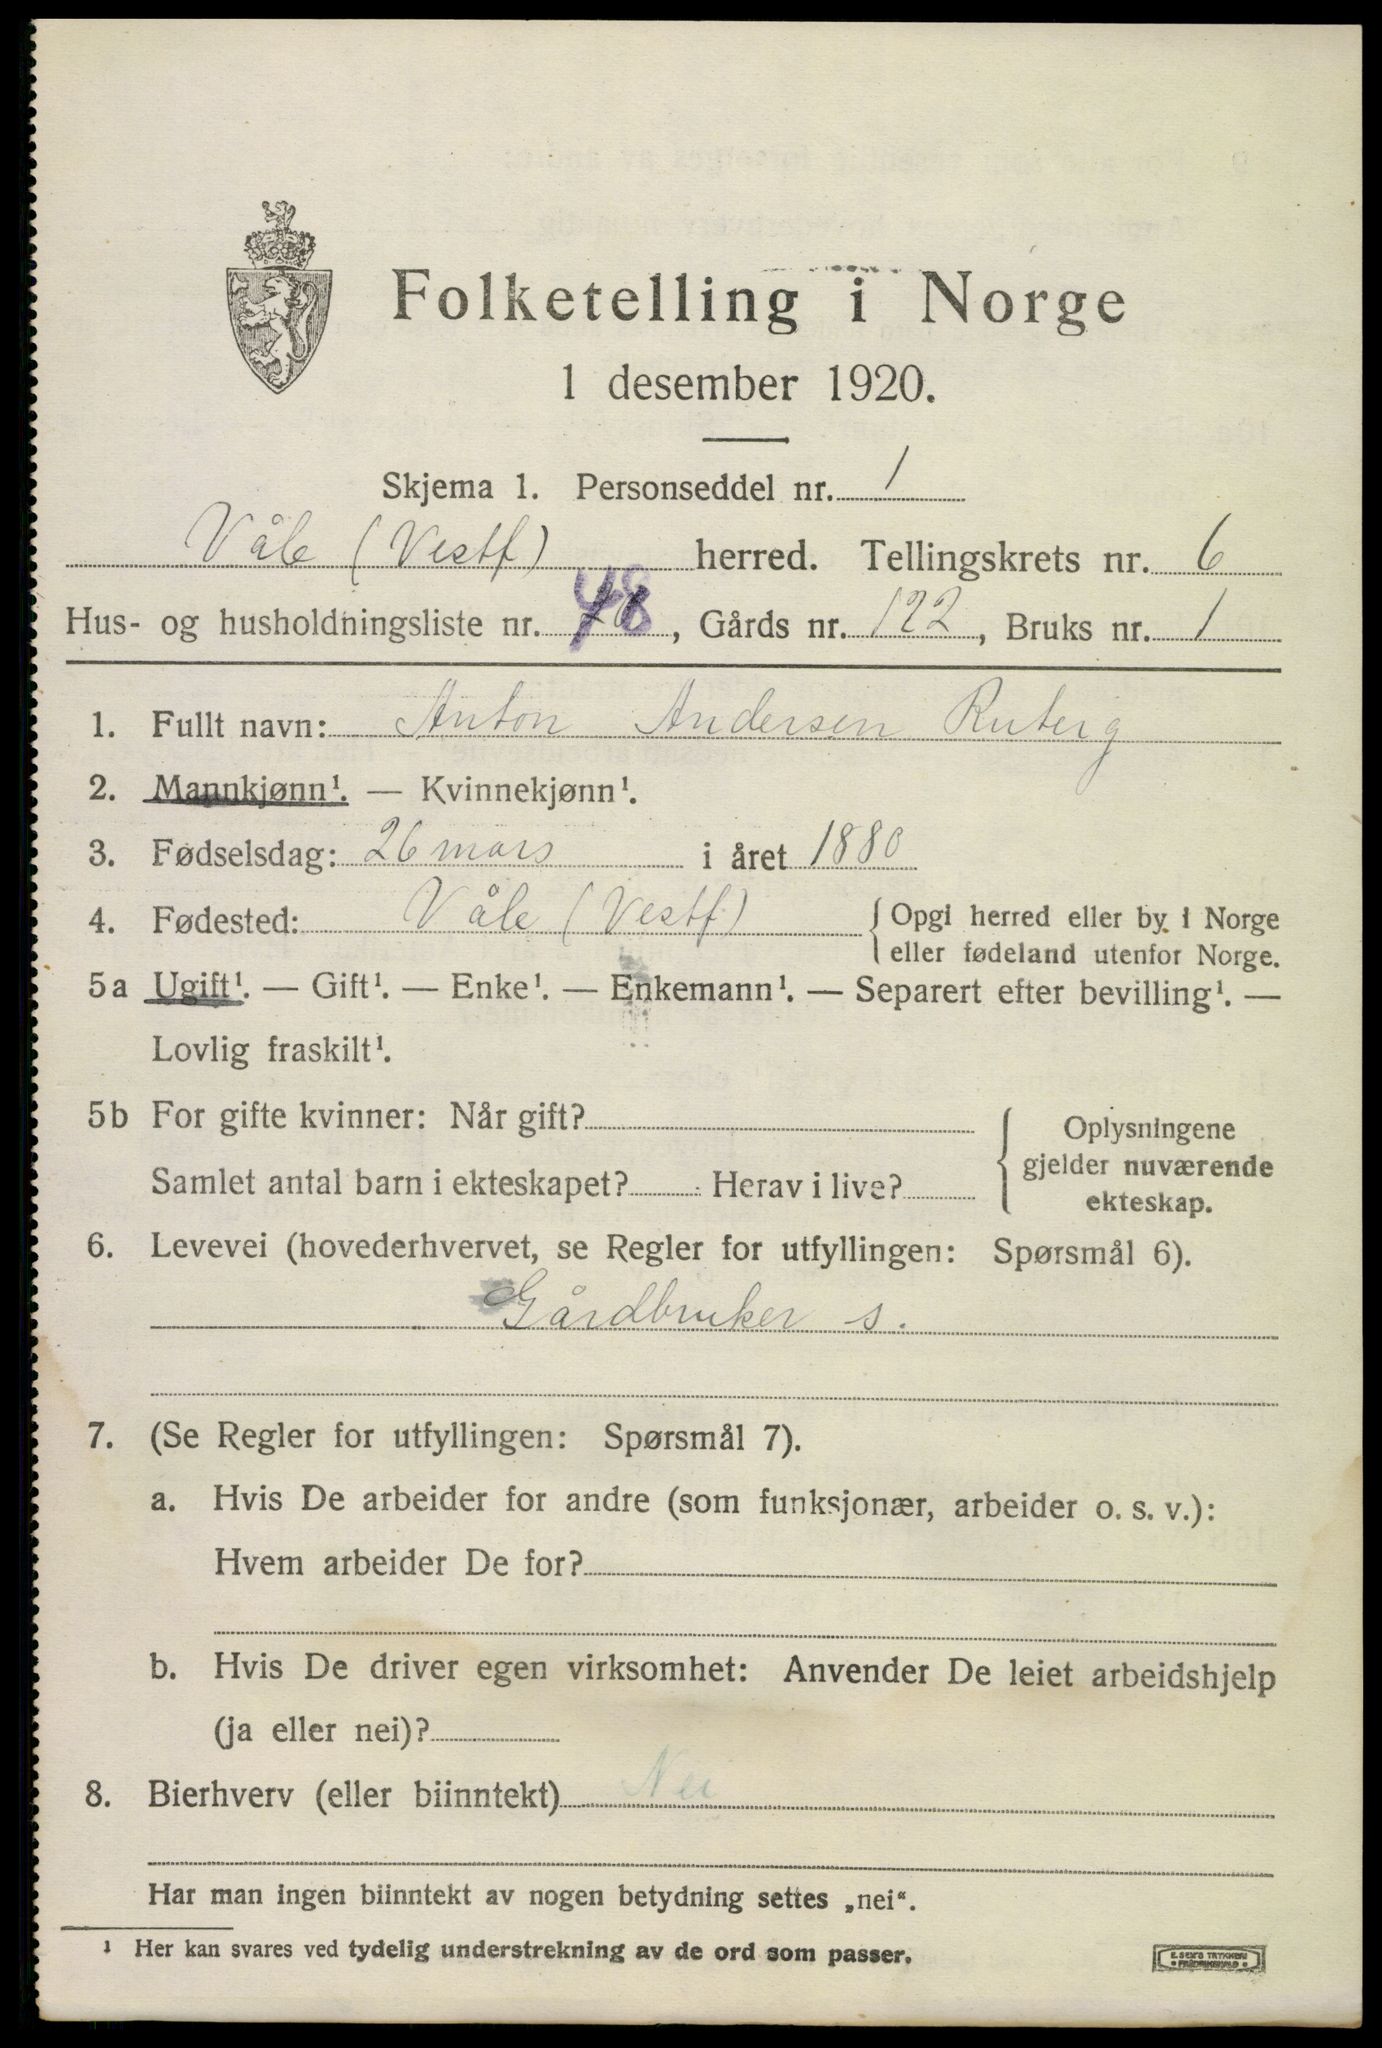 Folketelling i Norge
1 desember 1920.
Skjema 1. Personseddel nr. 1
Våle (Vestf) herred. Tellingskrets nr. 6
Hus- og husholdningsliste nr. 48, Gårds nr. 122, Bruks nr. 1
1. Fullt navn: Anton Andersen Ruberg
2. Mannkjønn¹. — Kvinnekjønn¹.
3. Fødselsdag: 26 mars i året 1880
4. Fødested: Våle (Vestf) { Opgi herred eller by i Norge
eller fødeland utenfor Norge.
5a Ugift¹. — Gift¹. — Enke¹. — Enkemann¹. — Separert efter bevilling¹. —
Lovlig fraskilt¹.
5b For gifte kvinner: Når gift?
Samlet antal barn i ekteskapet? Herav i live?
{ Oplysningene
gjelder nuværende
ekteskap.
6. Levevei (hovederhvervet, se Regler for utfyllingen: Spørsmål 6).
Gårdbruker s.
7. (Se Regler for utfyllingen: Spørsmål 7).
a. Hvis De arbeider for andre (som funksjonær, arbeider o. s. v.):
Hvem arbeider De for?
b. Hvis De driver egen virksomhet: Anvender De leiet arbeidshjelp
(ja eller nei)?
8. Bierhverv (eller biinntekt) Nei
Har man ingen biinntekt av nogen betydning settes „nei“.
¹ Her kan svares ved tydelig understrekning av de ord som passer.